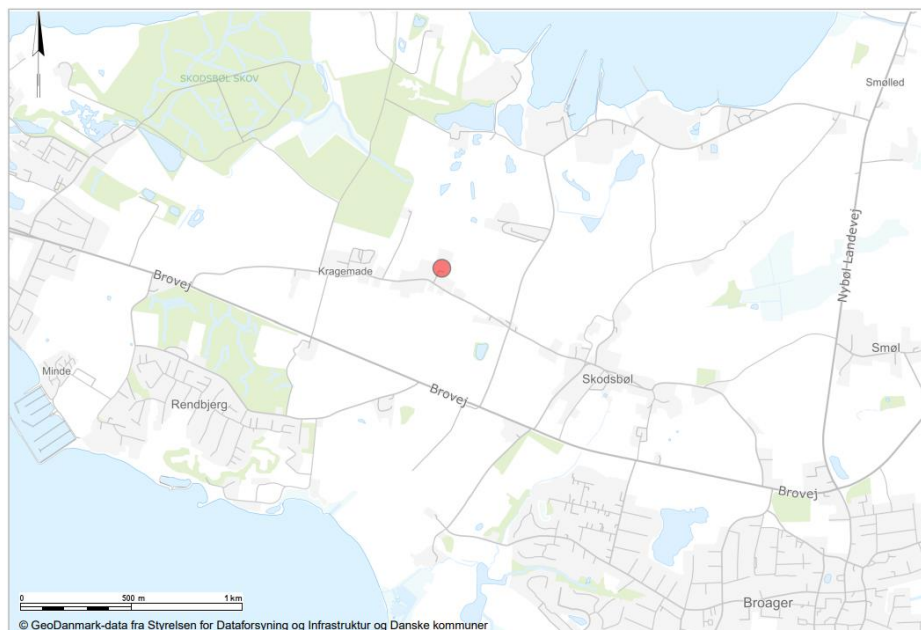 SKODSBØL SKOV
Smølled
Nybøl Landevej
Kragemade
Brovej
Smøl
Minde
Skodsbøl
Rendbjerg
Brovej
Brovej
Broager
0 500 m 1 km
© GeoDanmark-data fra Styrelsen for Dataforsyning og Infrastruktur og Danske kommuner